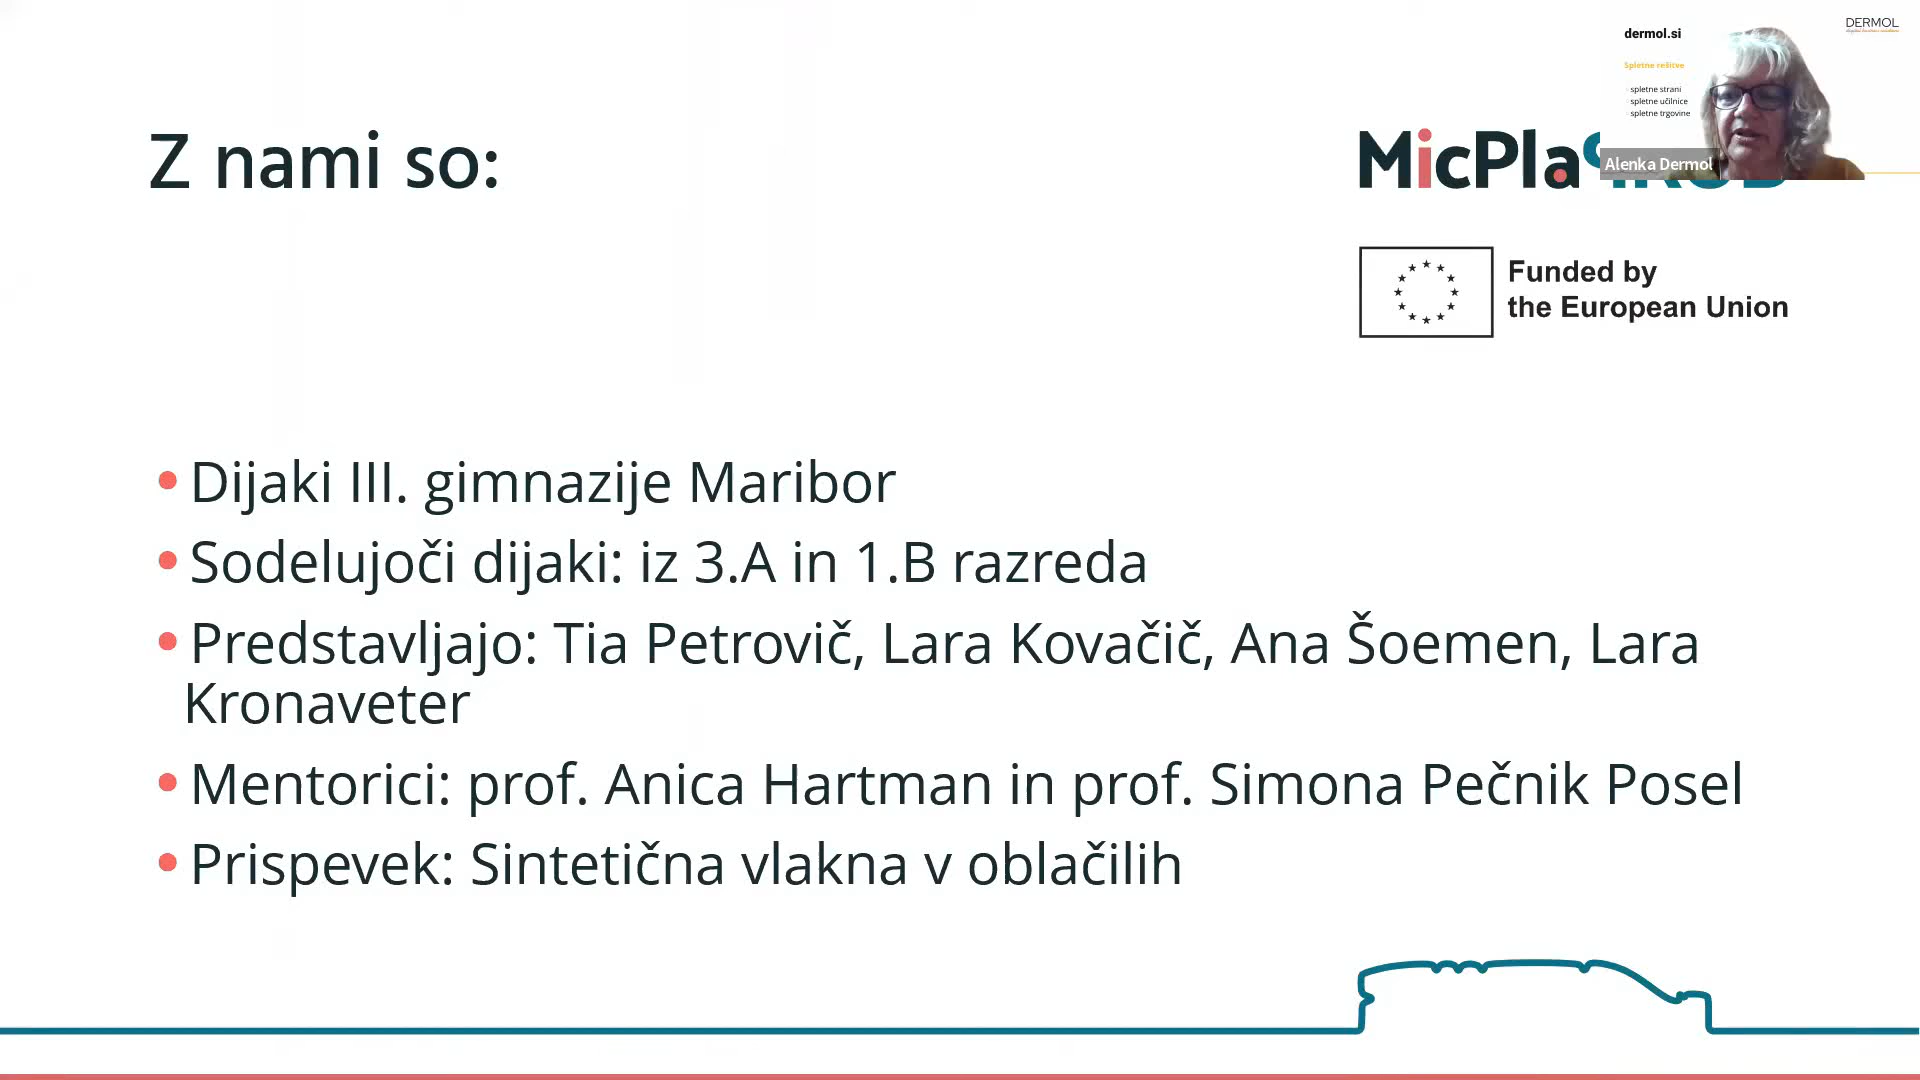 dermol.si
DERMOL
Spletne rešitve
spletne strani
spletne učilnice
spletne trgovine
Alenka Dermol
Z nami so:
MicPla
Funded by
the European Union
• Dijaki III. gimnazije Maribor
• Sodelujoči dijaki: iz 3.A in 1.B razreda
• Predstavljajo: Tia Petrovič, Lara Kovačič, Ana Šoemen, Lara
Kronaveter
• Mentorici: prof. Anica Hartman in prof. Simona Pečnik Posel
• Prispevek: Sintetična vlakna v oblačilih